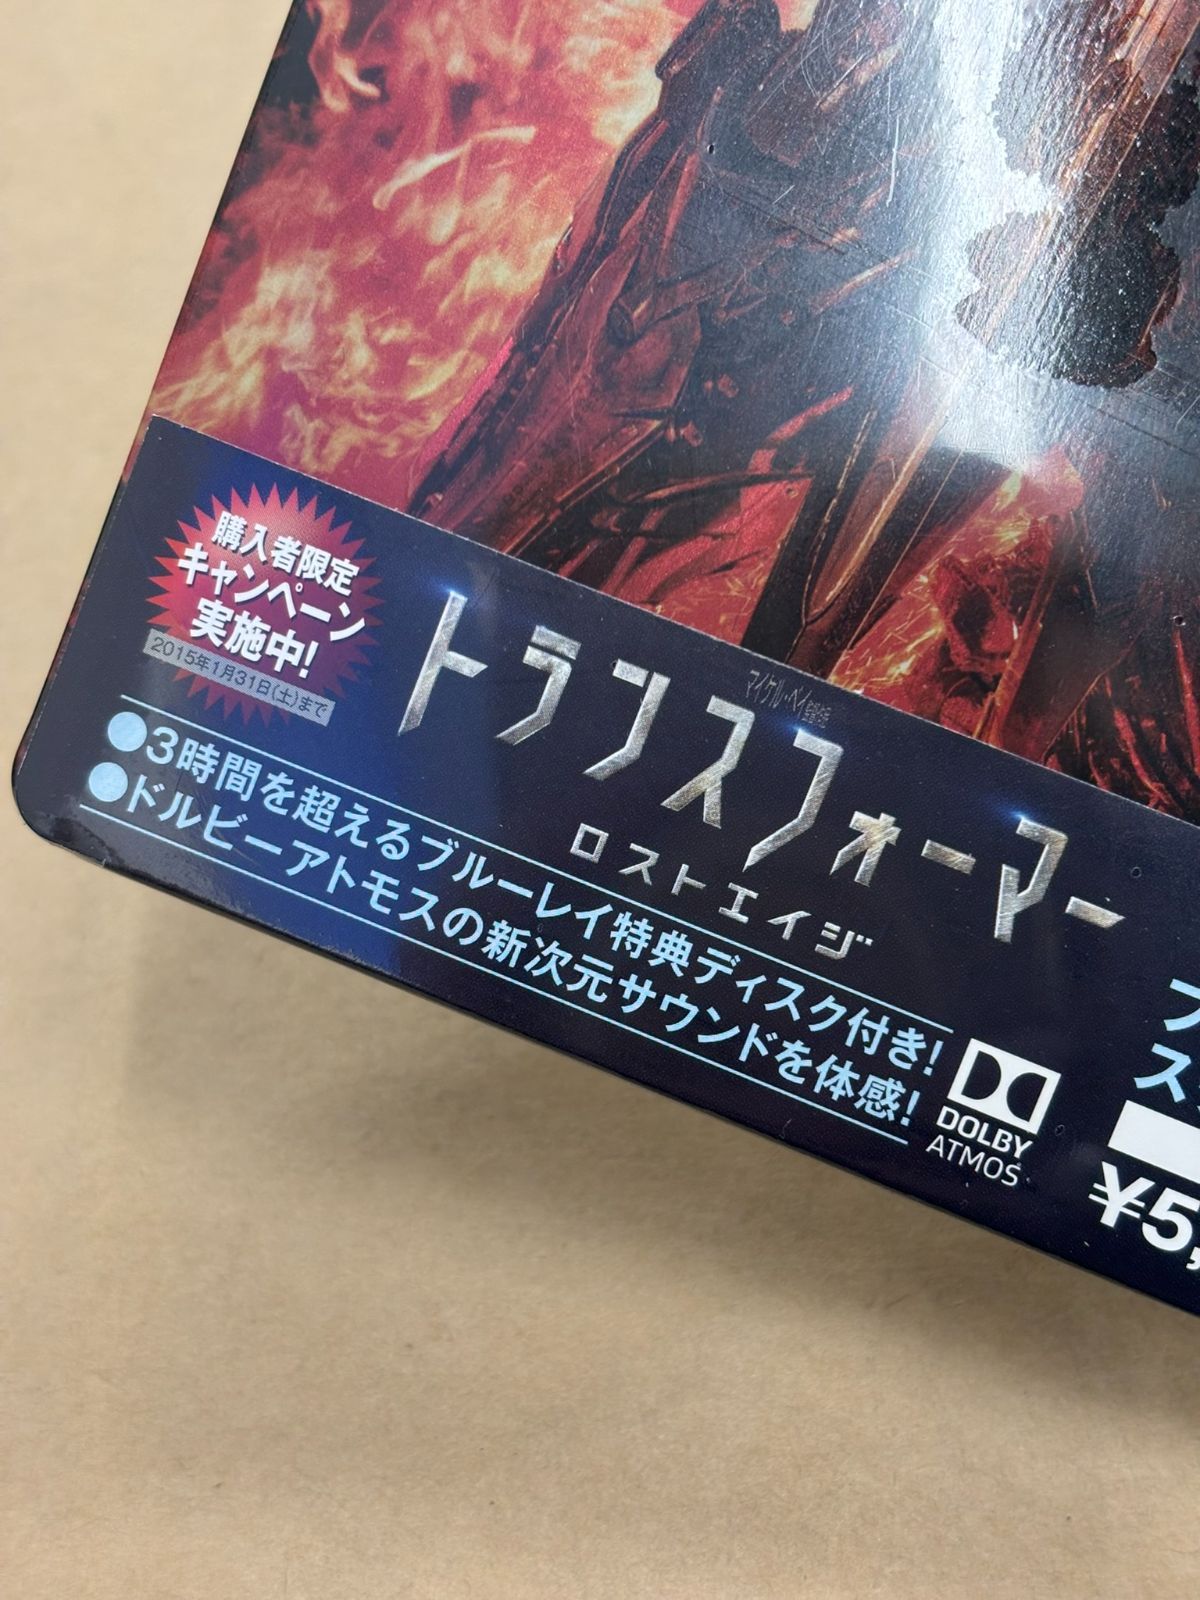 購入者限定
キャンペーン
実施中!
2015年1月31日(土)まで
マイケル・ベイ
トランスフォーマー
ロストエイジ
●3時間を超えるブルーレイ特典ディスク付き!
●ドルビーアトモスの新次元サウンドを体感!
DOLBY
ATMOS
ブ
ス
¥5,